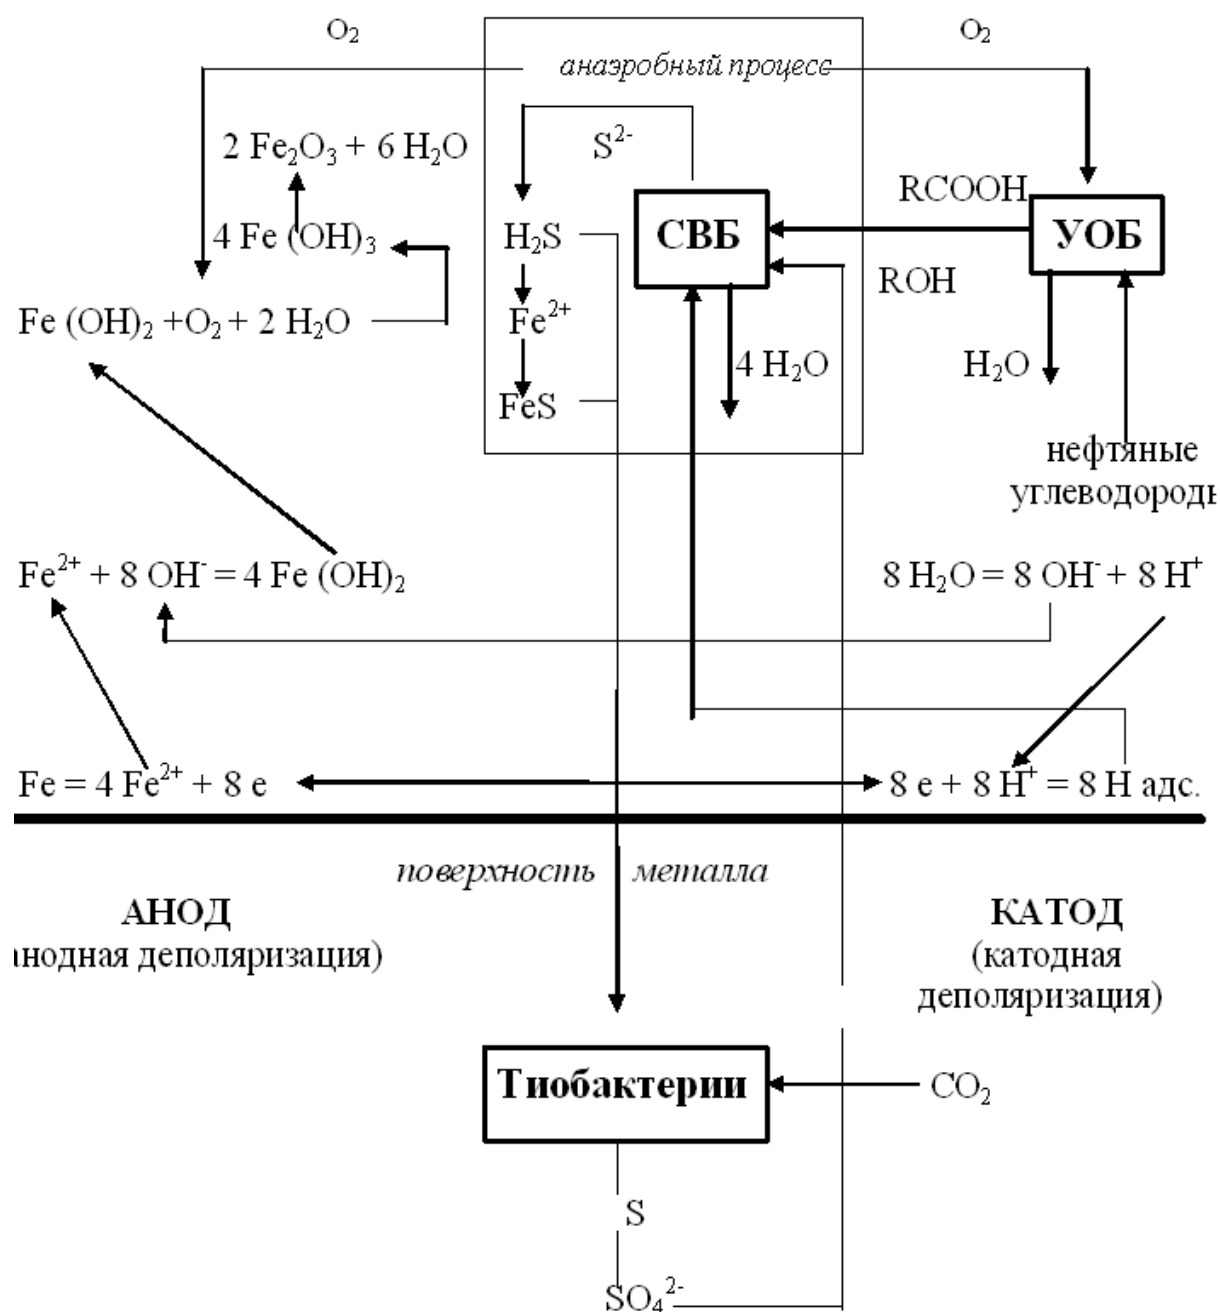 O₂
O₂
анаэробный процесс
2 Fe₂O₃ + 6 H₂O
S²⁻
RCOOH
4 Fe (OH)₃
H₂S
СВБ
УОБ
ROH
Fe (OH)₂ +O₂ + 2 H₂O
Fe²⁺
4 H₂O
H₂O
FeS
нефтяные
углеводороды
Fe²⁺ + 8 OH⁻ = 4 Fe (OH)₂
8 H₂O = 8 OH⁻ + 8 H⁺
Fe = 4 Fe²⁺ + 8 e
8 e + 8 H⁺ = 8 H адс.
поверхность металла
АНОД
КАТОД
анодная деполяризация)
(катодная
деполяризация)
Тиобактерии
CO₂
S
SO₄²⁻